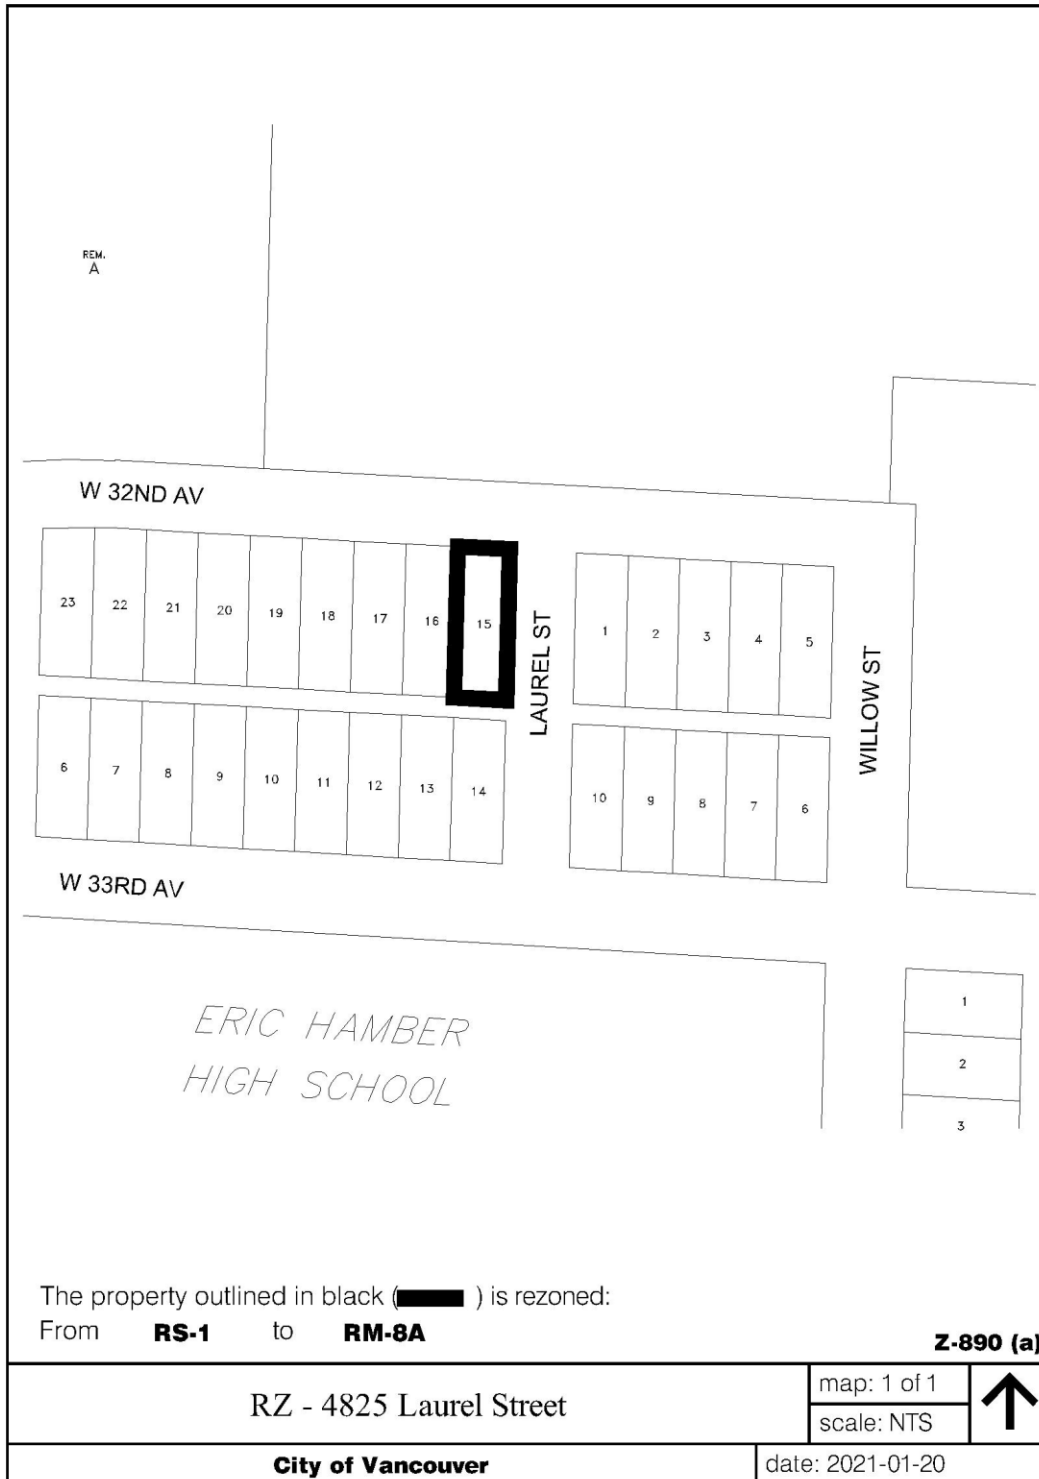 REM.
A
W 32ND AV
23 22 21 20 19 18 17 16 15
1 2 3 4 5
LAUREL ST
WILLOW ST
6 7 8 9 10 11 12 13 14
10 9 8 7 6
W 33RD AV
ERIC HAMBER
HIGH SCHOOL
1
2
3
The property outlined in black ( ) is rezoned:
From RS-1 to RM-8A
Z-890 (a)
RZ - 4825 Laurel Street
map: 1 of 1
scale: NTS
City of Vancouver
date: 2021-01-20